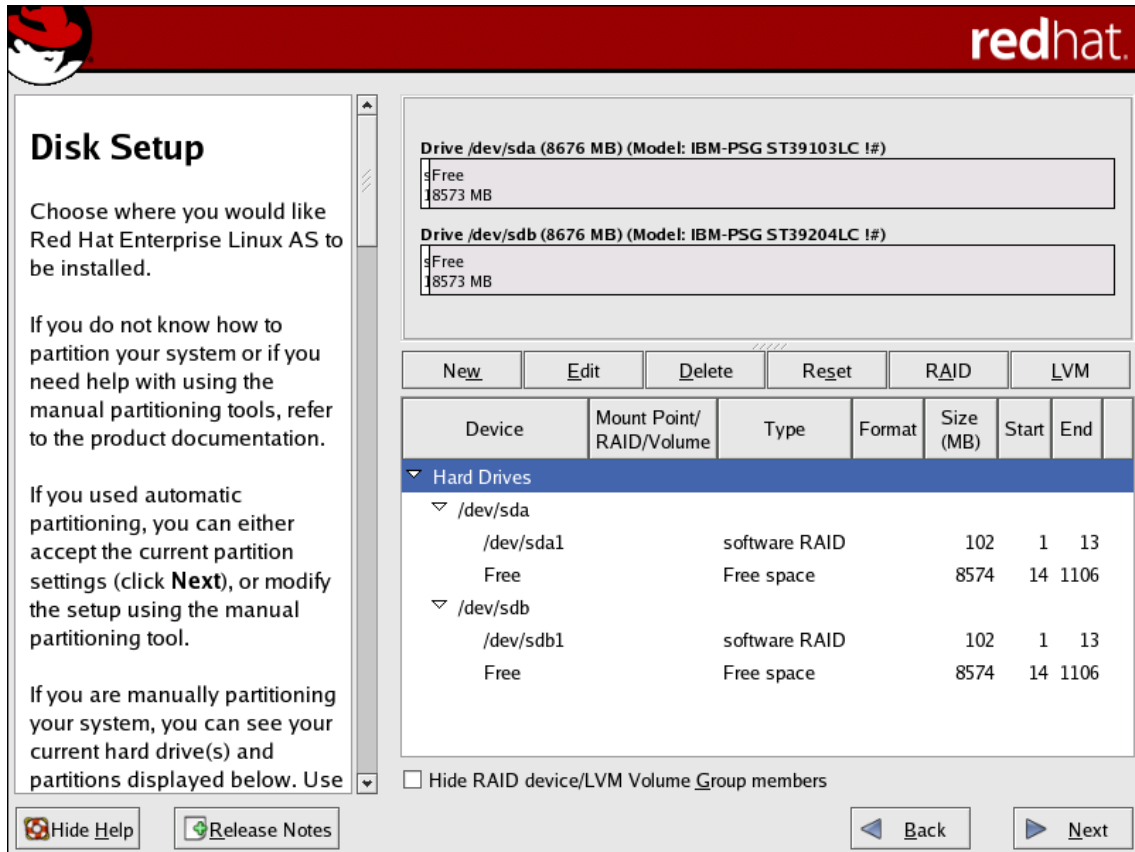 redhat.
Disk Setup
Choose where you would like
Red Hat Enterprise Linux AS to
be installed.
If you do not know how to
partition your system or if you
need help with using the
manual partitioning tools, refer
to the product documentation.
If you used automatic
partitioning, you can either
accept the current partition
settings (click Next), or modify
the setup using the manual
partitioning tool.
If you are manually partitioning
your system, you can see your
current hard drive(s) and
partitions displayed below. Use
Drive /dev/sda (8676 MB) (Model: IBM-PSG ST39103LC !#)
s Free
1 8573 MB
Drive /dev/sdb (8676 MB) (Model: IBM-PSG ST39204LC !#)
s Free
1 8573 MB
New Edit Delete Reset RAID LVM
Device Mount Point/ RAID/Volume Type Format Size (MB) Start End
Hard Drives
/dev/sda
/dev/sda1 software RAID 102 1 13
Free Free space 8574 14 1106
/dev/sdb
/dev/sdb1 software RAID 102 1 13
Free Free space 8574 14 1106
Hide RAID device/LVM Volume Group members
Hide Help Release Notes Back Next